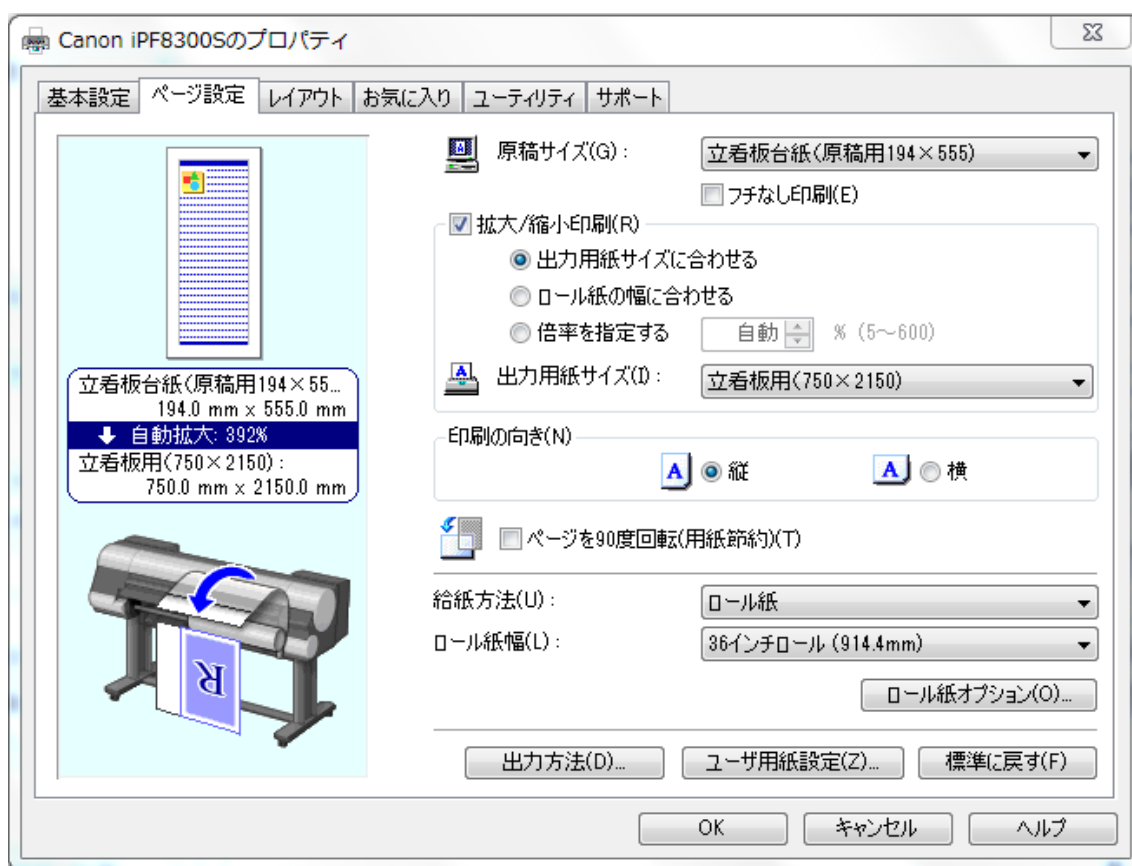 Canon iPF8300Sのプロパティ
基本設定 ページ設定 レイアウト お気に入り ユーティリティ サポート
原稿サイズ(G): 立看板台紙(原稿用194×555)
フチなし印刷(E)
拡大/縮小印刷(R)
出力用紙サイズに合わせる
ロール紙の幅に合わせる
倍率を指定する 自動 % (5~600)
出力用紙サイズ(I): 立看板用(750×2150)
立看板台紙(原稿用194×55...
194.0 mm x 555.0 mm
自動拡大: 392%
立看板用(750×2150):
750.0 mm x 2150.0 mm
印刷の向き(N)
A 縦 A 横
ページを90度回転(用紙節約)(T)
給紙方法(U): ロール紙
ロール紙幅(L): 36インチロール (914.4mm)
R
ロール紙オプション(O)...
出力方法(D)... ユーザ用紙設定(Z)... 標準に戻す(F)
OK キャンセル ヘルプ